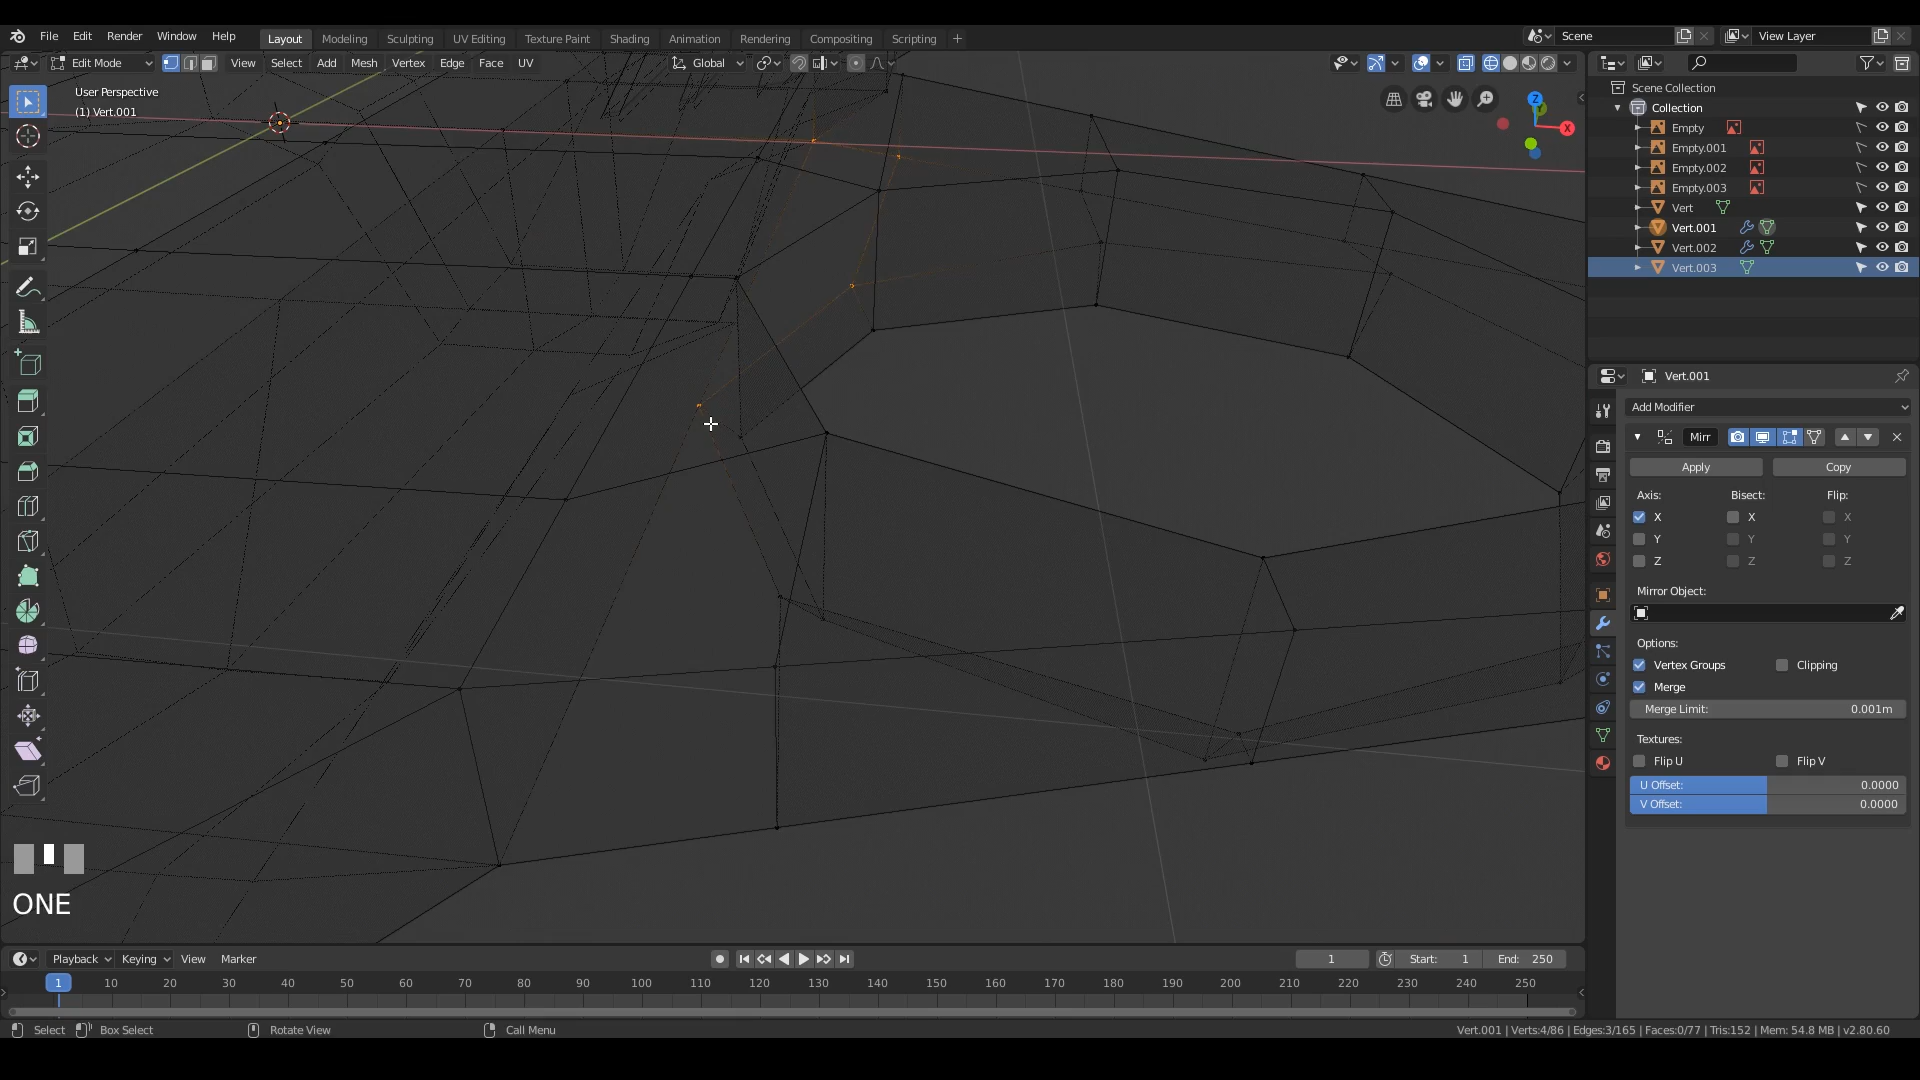 File Edit Render Window Help Layout Modeling Sculpting UV Editing Texture Paint Shading Animation Rendering Compositing Scripting + Scene View Layer
Edit Mode View Select Add Mesh Vertex Edge Face UV Global
User Perspective
(1) Vert.001
Z
X
Scene Collection
Collection
Empty
Empty.001
Empty.002
Empty.003
Vert
Vert.001
Vert.002
Vert.003
Vert.001
Add Modifier
Mirr
Apply Copy
Axis: Bisect: Flip:
X X X
Y Y Y
Z Z Z
Mirror Object:
Options:
Vertex Groups Clipping
Merge
Merge Limit: 0.001m
Textures:
Flip U Flip V
U Offset: 0.0000
V Offset: 0.0000
ONE
Playback Keying View Marker 1 Start: 1 End: 250
1 10 20 30 40 50 60 70 80 90 100 110 120 130 140 150 160 170 180 190 200 210 220 230 240 250
Select Box Select Rotate View Call Menu Vert.001 | Verts:4/86 | Edges:3/165 | Faces:0/77 | Tris:152 | Mem: 54.8 MB | v2.80.60